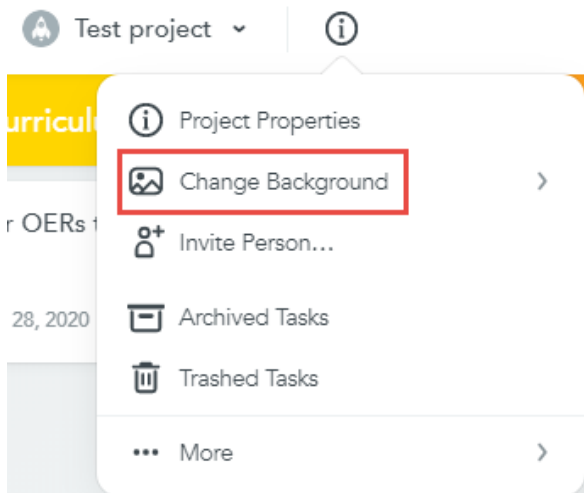 Test project
urricul
Project Properties
Change Background
r OERs t
Invite Person...
28, 2020
Archived Tasks
Trashed Tasks
More